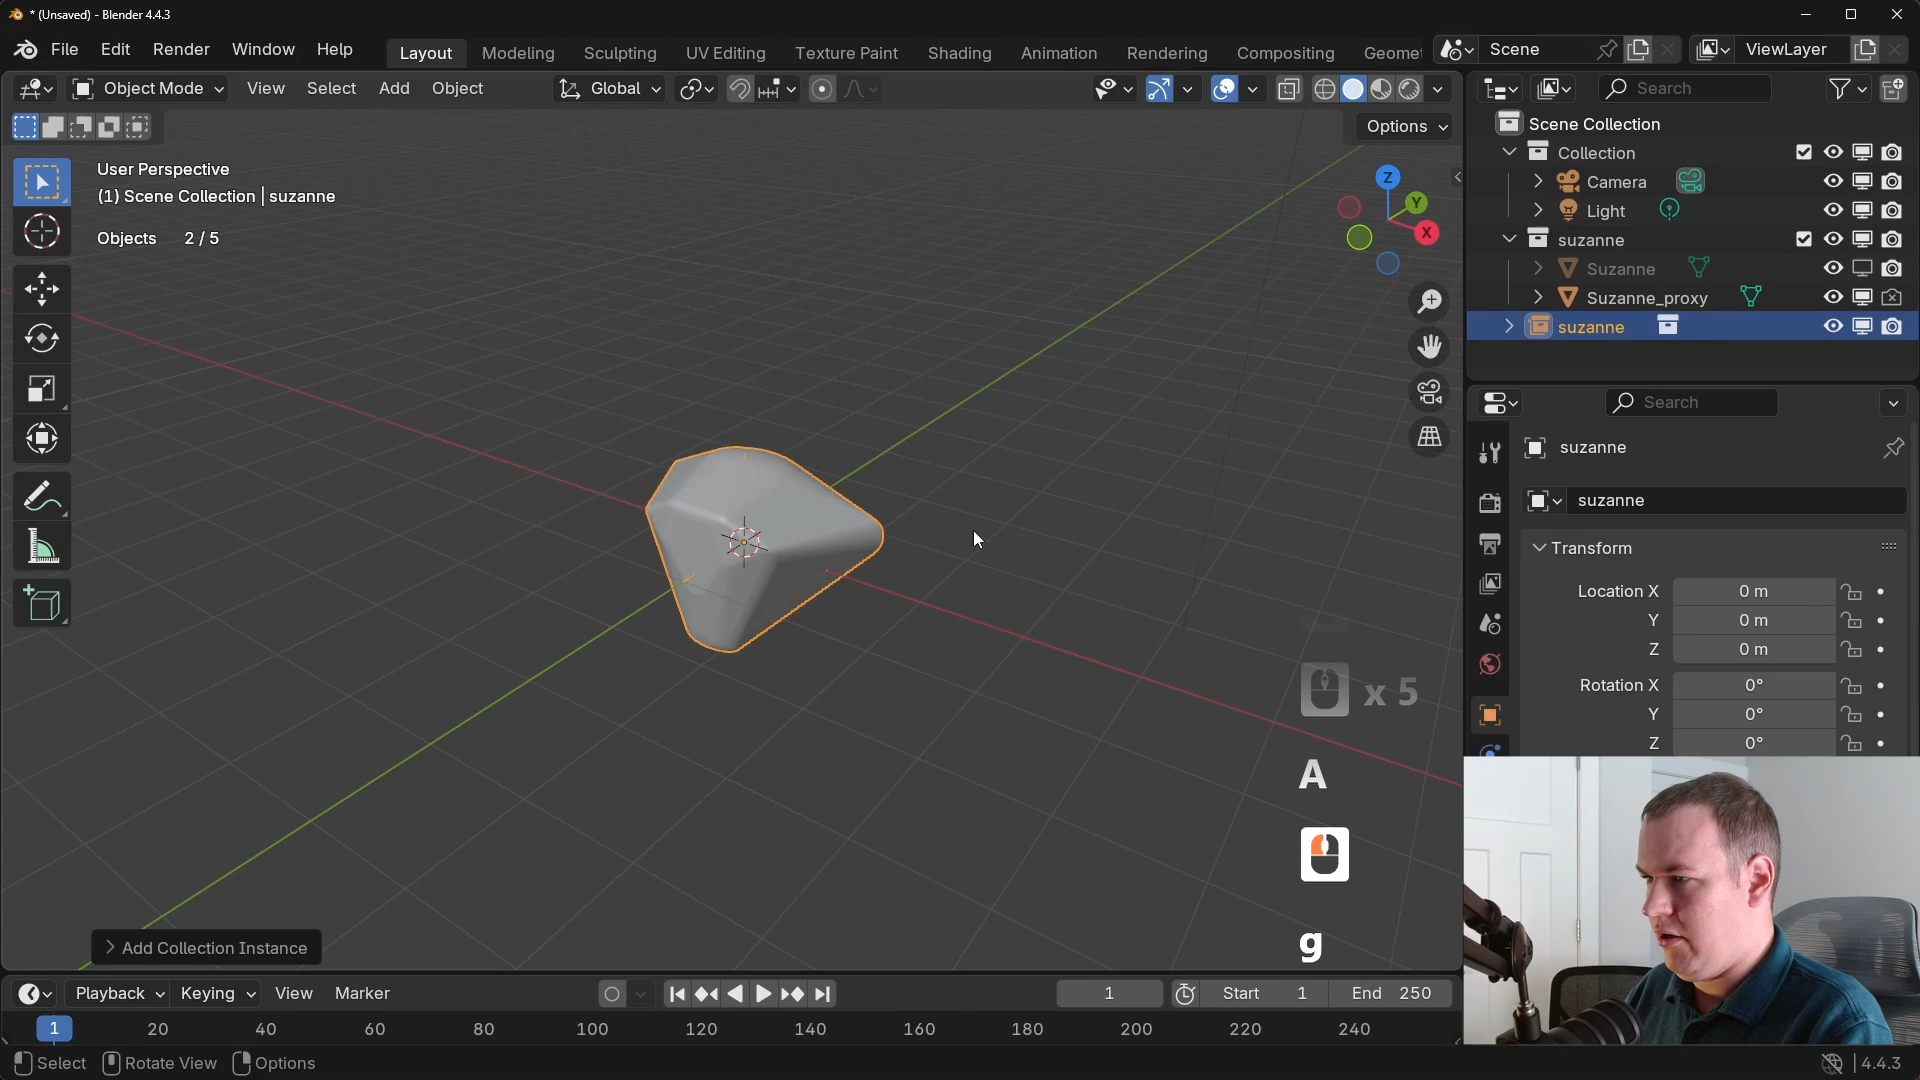 * (Unsaved) - Blender 4.4.3
File Edit Render Window Help
Layout Modeling Sculpting UV Editing Texture Paint Shading Animation Rendering Compositing Geomet
Scene ViewLayer
Object Mode View Select Add Object Global
Search
Options
User Perspective
(1) Scene Collection | suzanne
Objects 2 / 5
Z
Y
X
Scene Collection
Collection
Camera
Light
suzanne
Suzanne
Suzanne_proxy
suzanne
Search
suzanne
suzanne
Transform
Location X 0 m
Y 0 m
Z 0 m
Rotation X 0°
Y 0°
Z 0°
x 5
A
g
Add Collection Instance
Playback Keying View Marker 1 Start 1 End 250
1 20 40 60 80 100 120 140 160 180 200 220 240
Select Rotate View Options 4.4.3